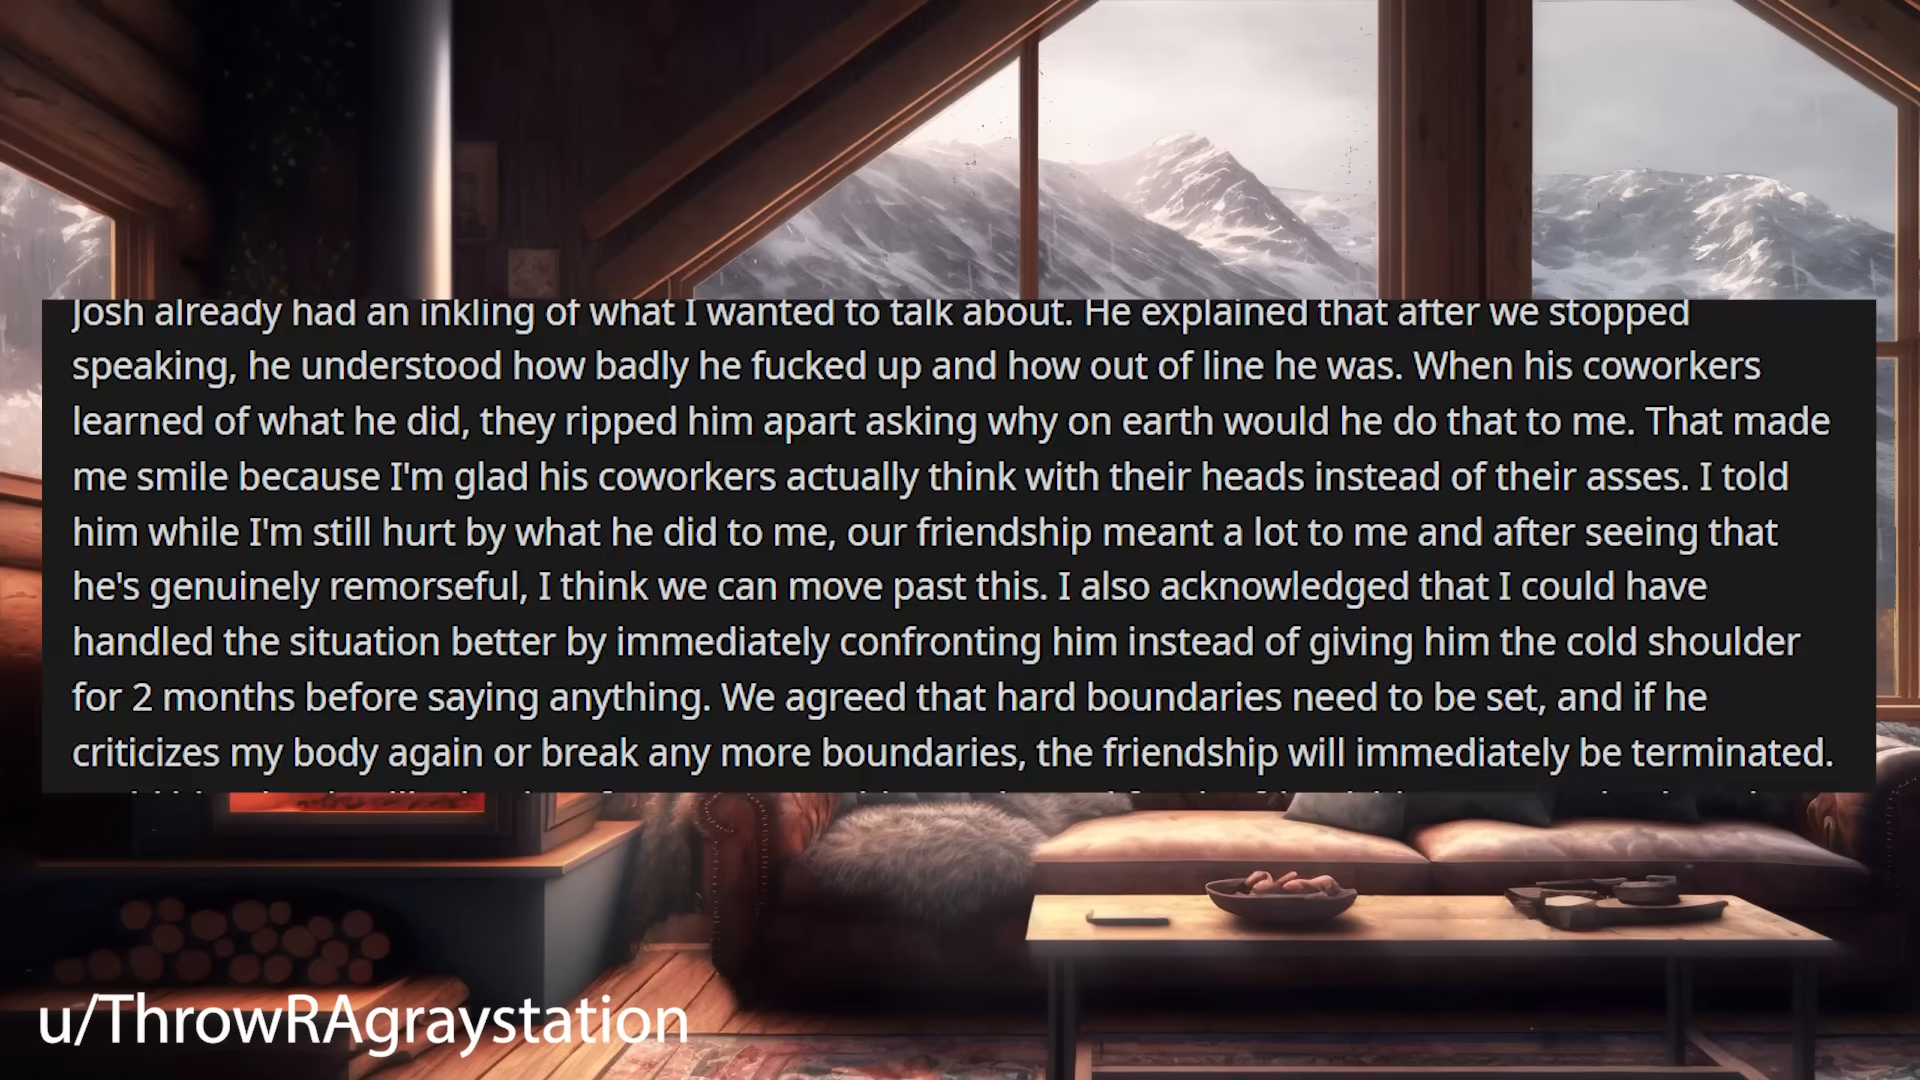 Josh already had an inkling of what I wanted to talk about. He explained that after we stopped
speaking, he understood how badly he fucked up and how out of line he was. When his coworkers
learned of what he did, they ripped him apart asking why on earth would he do that to me. That made
me smile because I'm glad his coworkers actually think with their heads instead of their asses. I told
him while I'm still hurt by what he did to me, our friendship meant a lot to me and after seeing that
he's genuinely remorseful, I think we can move past this. I also acknowledged that I could have
handled the situation better by immediately confronting him instead of giving him the cold shoulder
for 2 months before saying anything. We agreed that hard boundaries need to be set, and if he
criticizes my body again or break any more boundaries, the friendship will immediately be terminated.
u/ThrowRAgraystation